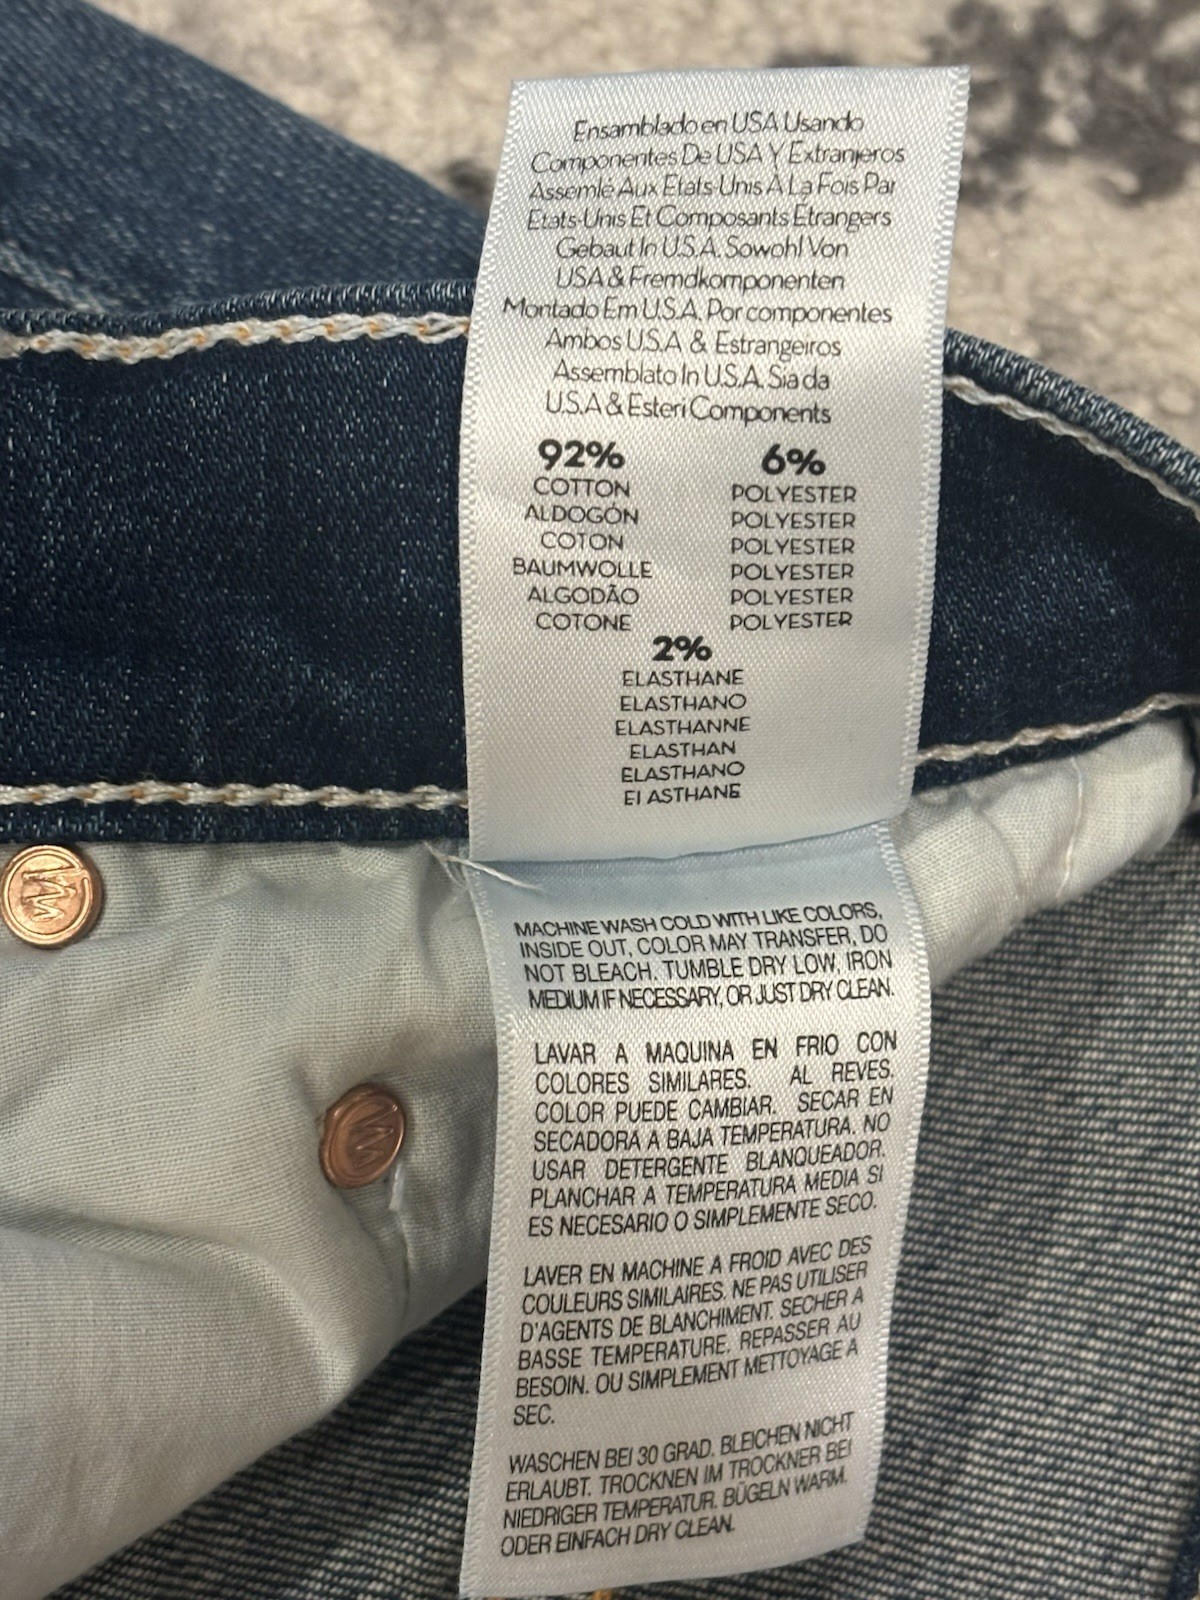 Ensamblado en USA Usando
Componentes De USA Y Extranjeros
Assemlé Aux Etats-Unis À La Fois Par
Etats-Unis Et Composants Étrangers
Gebaut In U.S.A. Sowohl Von
USA & Fremdkomponenten
Montado Em U.S.A. Por componentes
Ambos U.S.A & Estrangeiros
Assemblato In U.S.A. Sia da
U.S.A & Esteri Components
92%
COTTON
ALDOGÓN
COTON
BAUMWOLLE
ALGODÃO
COTONE
6%
POLYESTER
POLYESTER
POLYESTER
POLYESTER
POLYESTER
POLYESTER
2%
ELASTHANE
ELASTHANO
ELASTHANNE
ELASTHAN
ELASTHANO
ELASTHANE
MACHINE WASH COLD WITH LIKE COLORS,
INSIDE OUT, COLOR MAY TRANSFER, DO
NOT BLEACH. TUMBLE DRY LOW, IRON
MEDIUM IF NECESSARY, OR JUST DRY CLEAN.
LAVAR A MAQUINA EN FRIO CON
COLORES SIMILARES. AL REVES.
COLOR PUEDE CAMBIAR. SECAR EN
SECADORA A BAJA TEMPERATURA. NO
USAR DETERGENTE BLANQUEADOR.
PLANCHAR A TEMPERATURA MEDIA SI
ES NECESARIO O SIMPLEMENTE SECO.
LAVER EN MACHINE A FROID AVEC DES
COULEURS SIMILAIRES. NE PAS UTILISER
D'AGENTS DE BLANCHIMENT. SECHER A
BASSE TEMPERATURE. REPASSER AU
BESOIN. OU SIMPLEMENT METTOYAGE A
SEC.
WASCHEN BEI 30 GRAD. BLEICHEN NICHT
ERLAUBT. TROCKNEN IM TROCKNER BEI
NIEDRIGER TEMPERATUR. BÜGELN WARM.
ODER EINFACH DRY CLEAN.